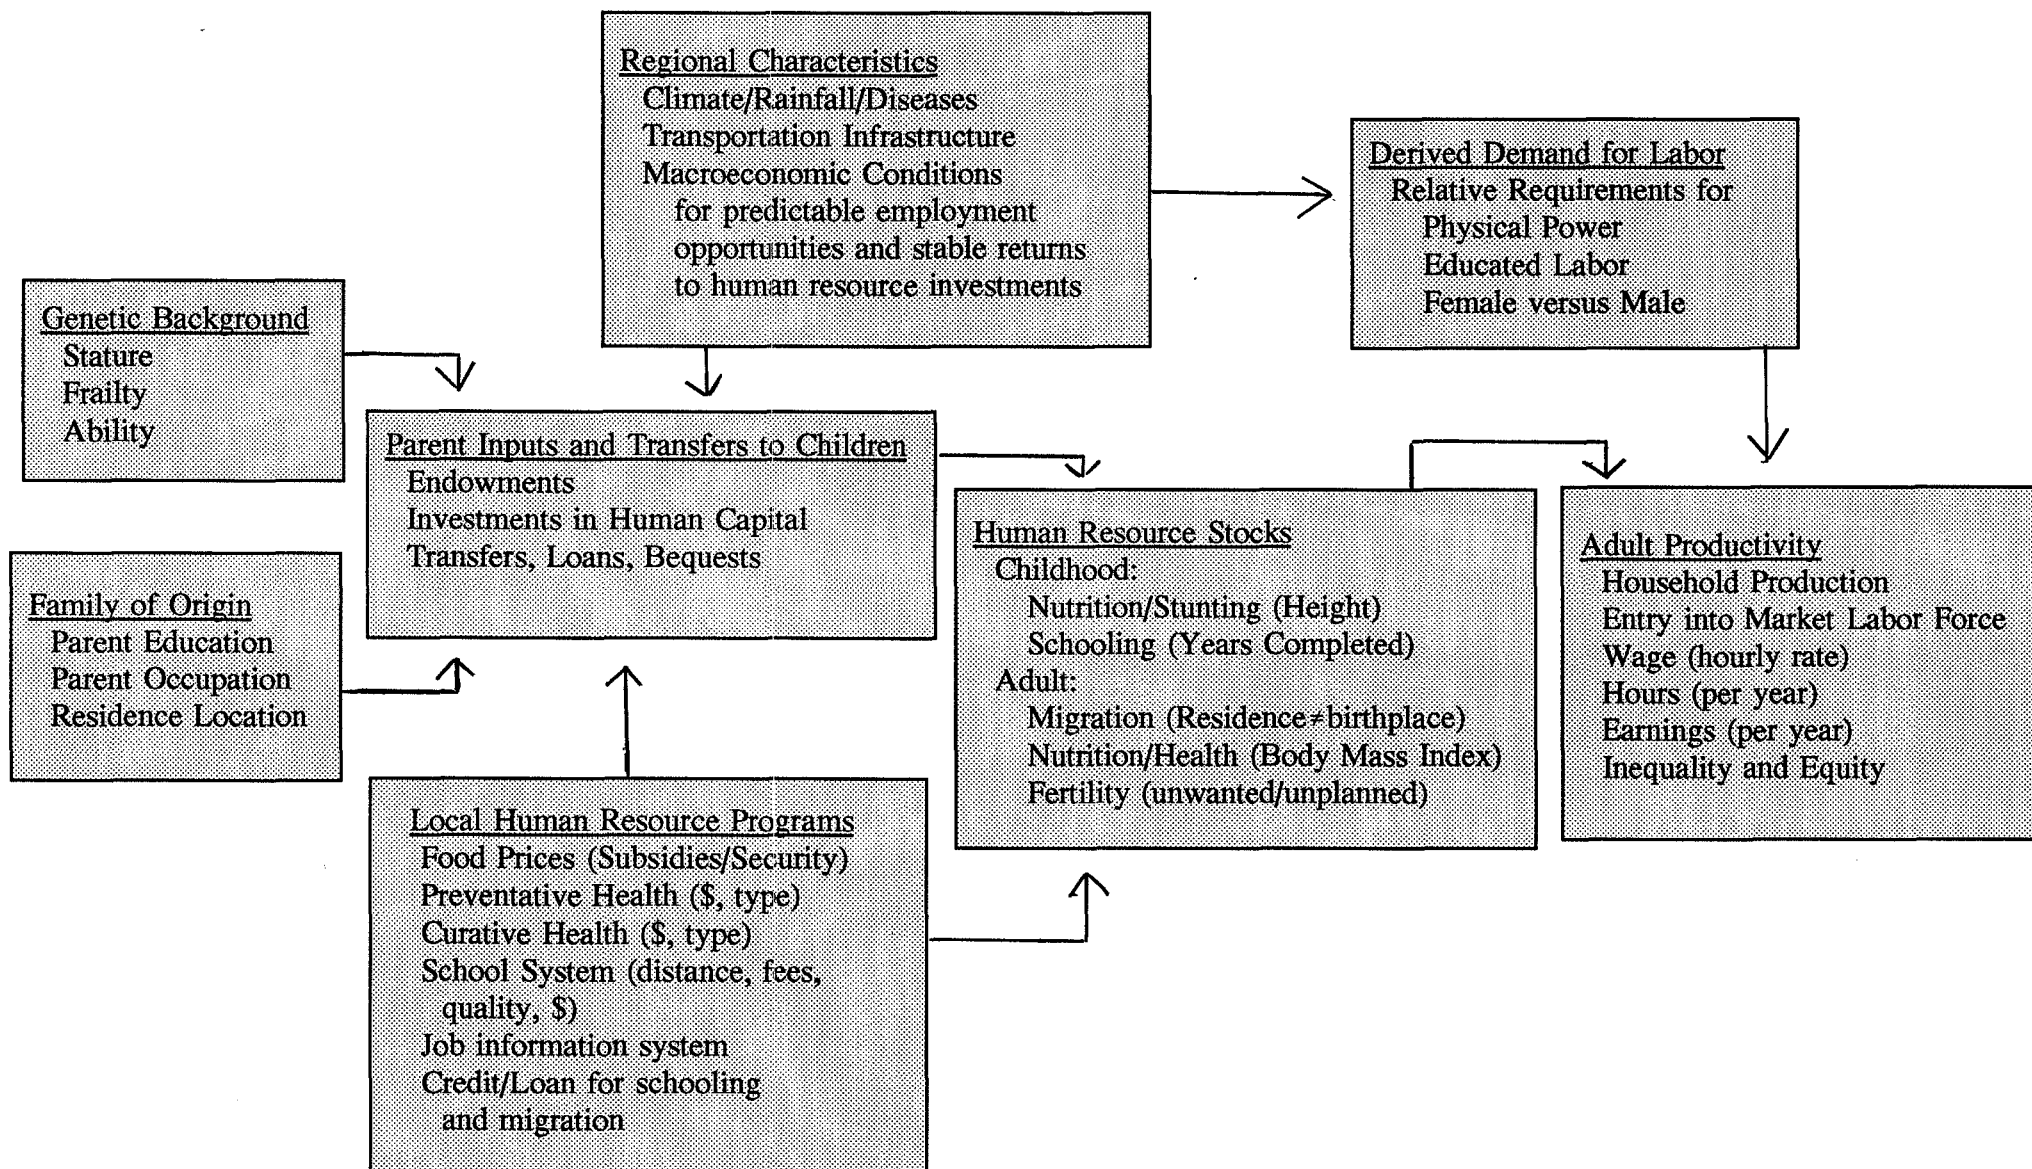 Regional Characteristics
Climate/Rainfall/Diseases
Transportation Infrastructure
Macroeconomic Conditions
for predictable employment
opportunities and stable returns
to human resource investments
Derived Demand for Labor
Relative Requirements for
Physical Power
Educated Labor
Female versus Male
Genetic Background
Stature
Frailty
Ability
Parent Inputs and Transfers to Children
Endowments
Investments in Human Capital
Transfers, Loans, Bequests
Family of Origin
Parent Education
Parent Occupation
Residence Location
Human Resource Stocks
Childhood:
Nutrition/Stunting (Height)
Schooling (Years Completed)
Adult:
Migration (Residence≠birthplace)
Nutrition/Health (Body Mass Index)
Fertility (unwanted/unplanned)
Adult Productivity
Household Production
Entry into Market Labor Force
Wage (hourly rate)
Hours (per year)
Earnings (per year)
Inequality and Equity
Local Human Resource Programs
Food Prices (Subsidies/Security)
Preventative Health ($, type)
Curative Health ($, type)
School System (distance, fees,
quality, $)
Job information system
Credit/Loan for schooling
and migration